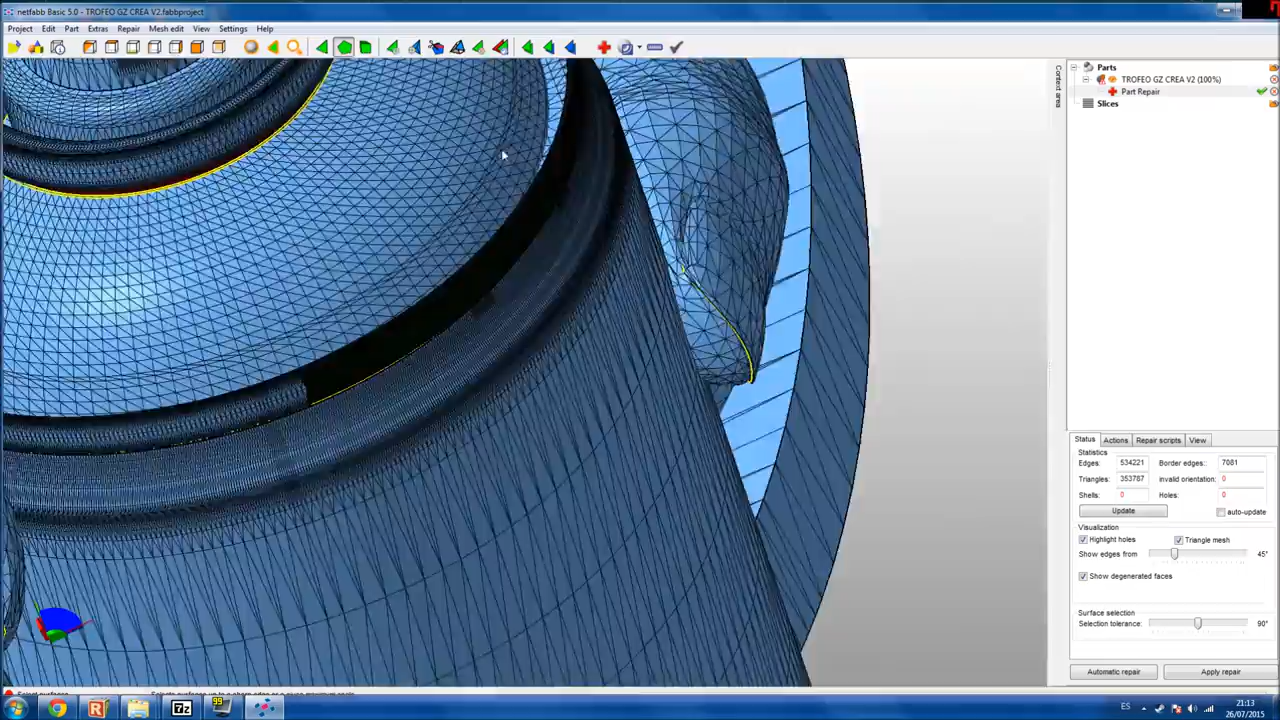 netfabb Basic 5.0 - TROFEO GZ CREA V2.fabbproject
Project Edit Part Extras Repair Mesh edit View Settings Help
Context area
Parts
TROFEO GZ CREA V2 (100%)
Part Repair
Slices
Status Actions Repair scripts View
Statistics
Edges: 534221 Border edges:: 7081
Triangles: 353787 invalid orientation: 0
Shells: 0 Holes: 0
Update auto-update
Visualization
Highlight holes Triangle mesh
Show edges from 45°
Show degenerated faces
Surface selection
Selection tolerance: 90°
Automatic repair Apply repair
7z 99 ES 21:13
26/07/2015